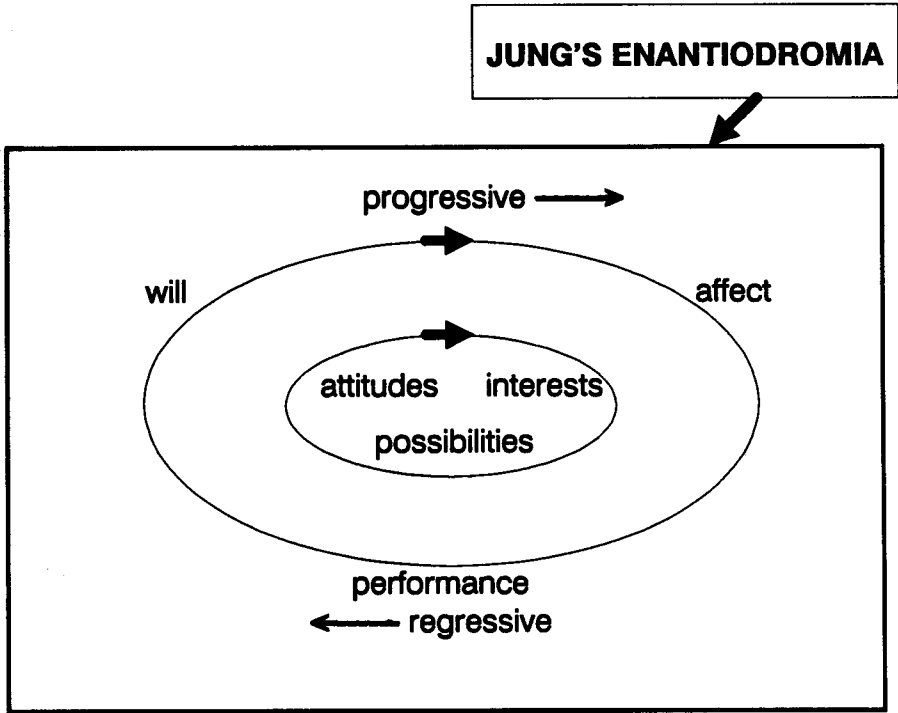 JUNG'S ENANTIODROMIA
progressive
will affect
attitudes interests
possibilities
performance
regressive